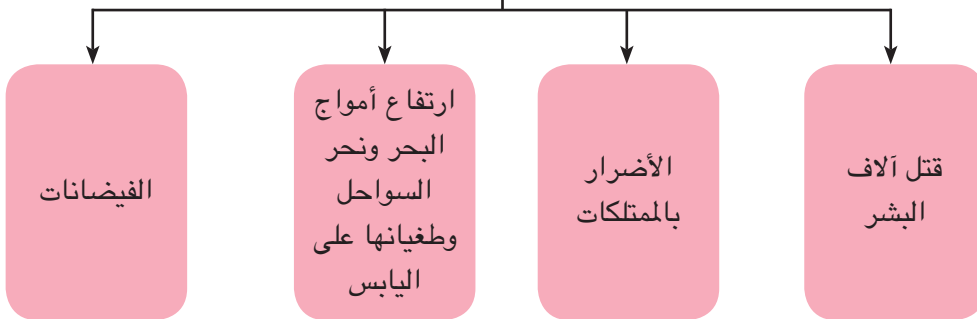 قتل آلاف
البشر
الأضرار
بالممتلكات
ارتفاع أمواج
البحر ونحر
السواحل
وطغيانها على
اليابس
الفيضانات